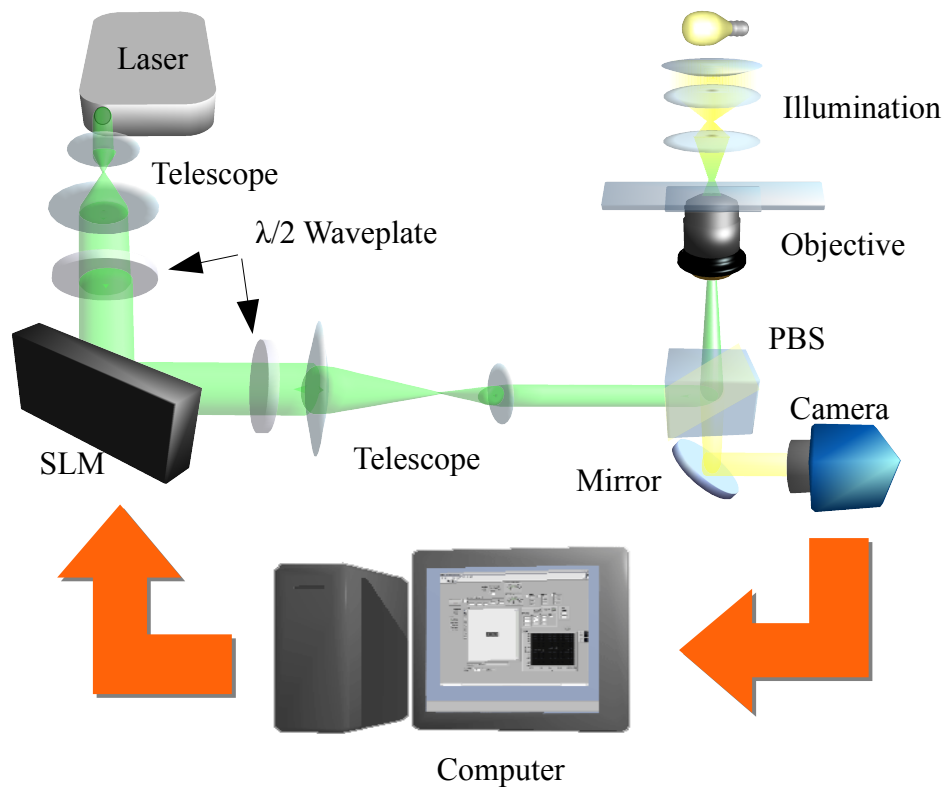 Laser
Illumination
Telescope
λ/2 Waveplate
Objective
PBS
Camera
SLM
Telescope
Mirror
Computer